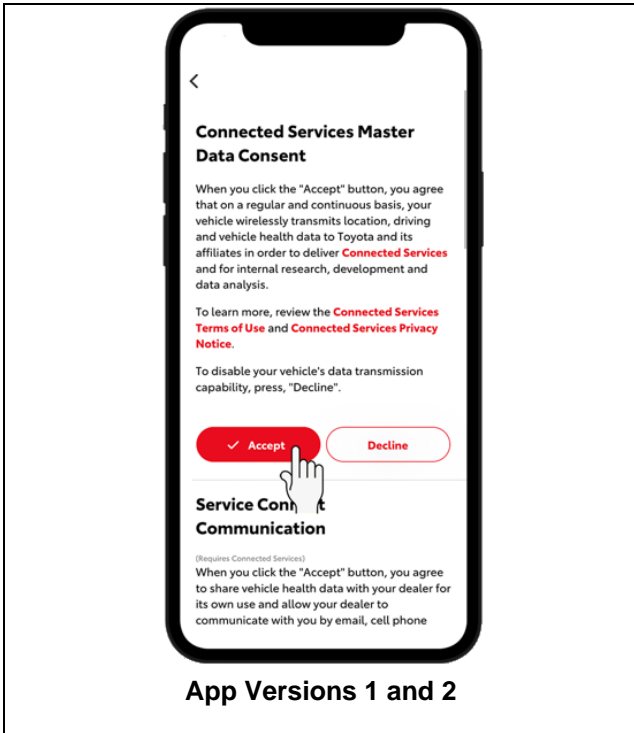 Connected Services Master
Data Consent
When you click the "Accept" button, you agree
that on a regular and continuous basis, your
vehicle wirelessly transmits location, driving
and vehicle health data to Toyota and its
affiliates in order to deliver Connected Services
and for internal research, development and
data analysis.
To learn more, review the Connected Services
Terms of Use and Connected Services Privacy
Notice.
To disable your vehicle's data transmission
capability, press, "Decline".
Accept
Decline
Service
Communication
(Requires Connected Services)
When you click the "Accept" button, you agree
to share vehicle health data with your dealer for
its own use and allow your dealer to
communicate with you by email, cell phone
App Versions 1 and 2